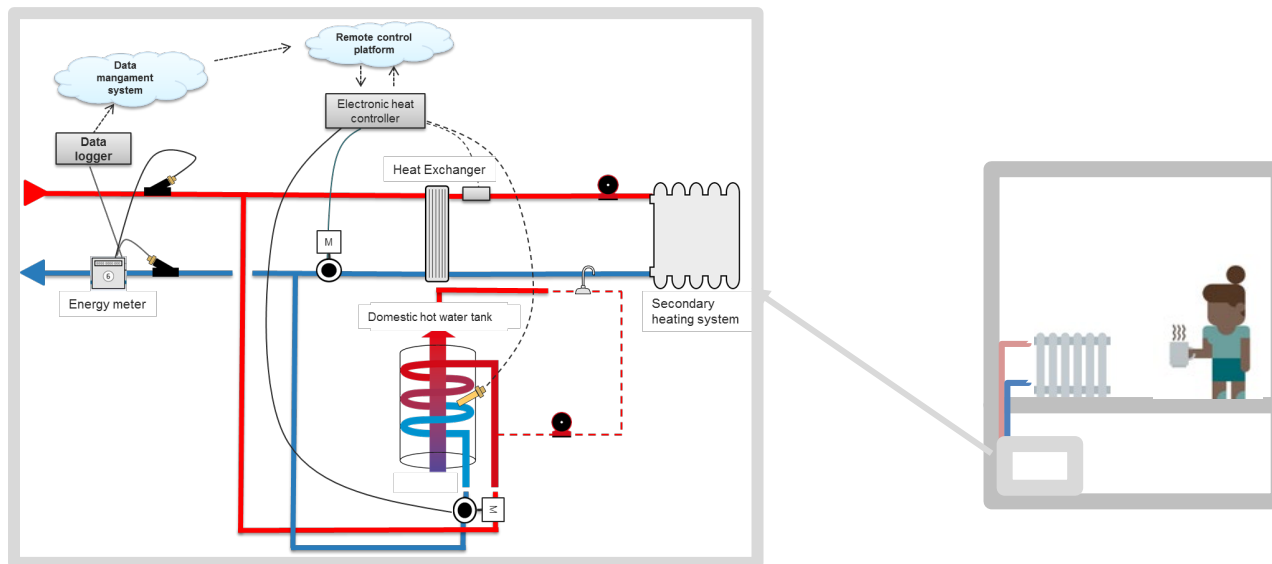 Remote control
platform
Data
mangament
system
Electronic heat
controller
Data
logger
Heat Exchanger
M
6
Energy meter
Secondary
heating system
Domestic hot water tank
M